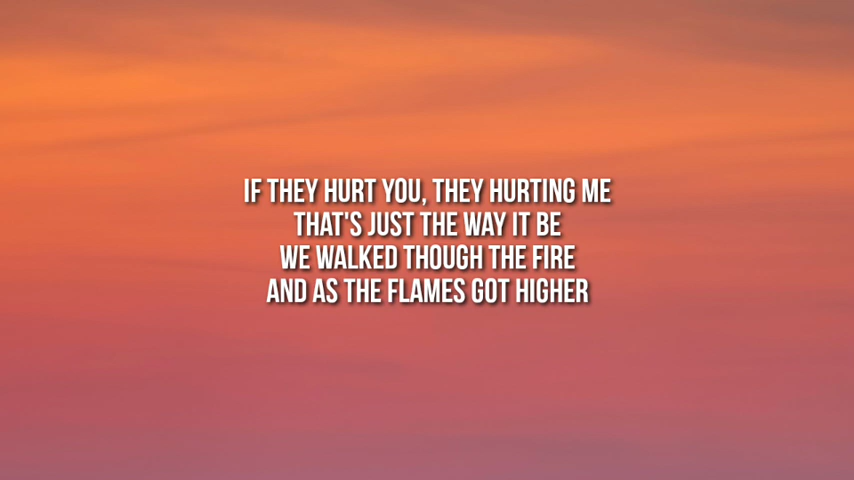 IF THEY HURT YOU, THEY HURTING ME
THAT'S JUST THE WAY IT BE
WE WALKED THOUGH THE FIRE
AND AS THE FLAMES GOT HIGHER